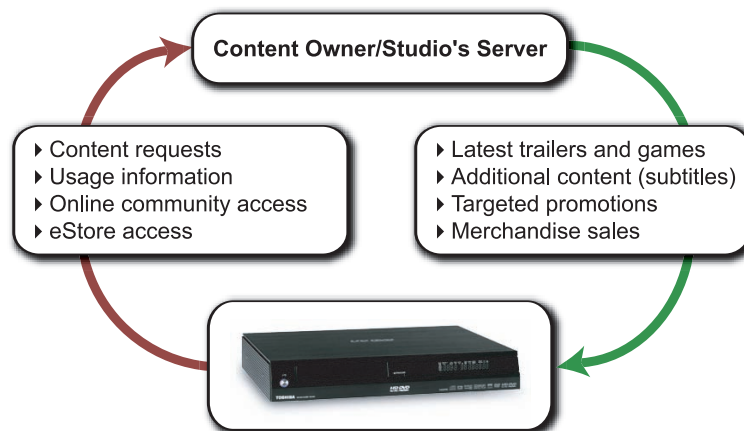 Content Owner/Studio's Server
Content requests
Usage information
Online community access
eStore access
Latest trailers and games
Additional content (subtitles)
Targeted promotions
Merchandise sales
TOSHIBA
HD DVD